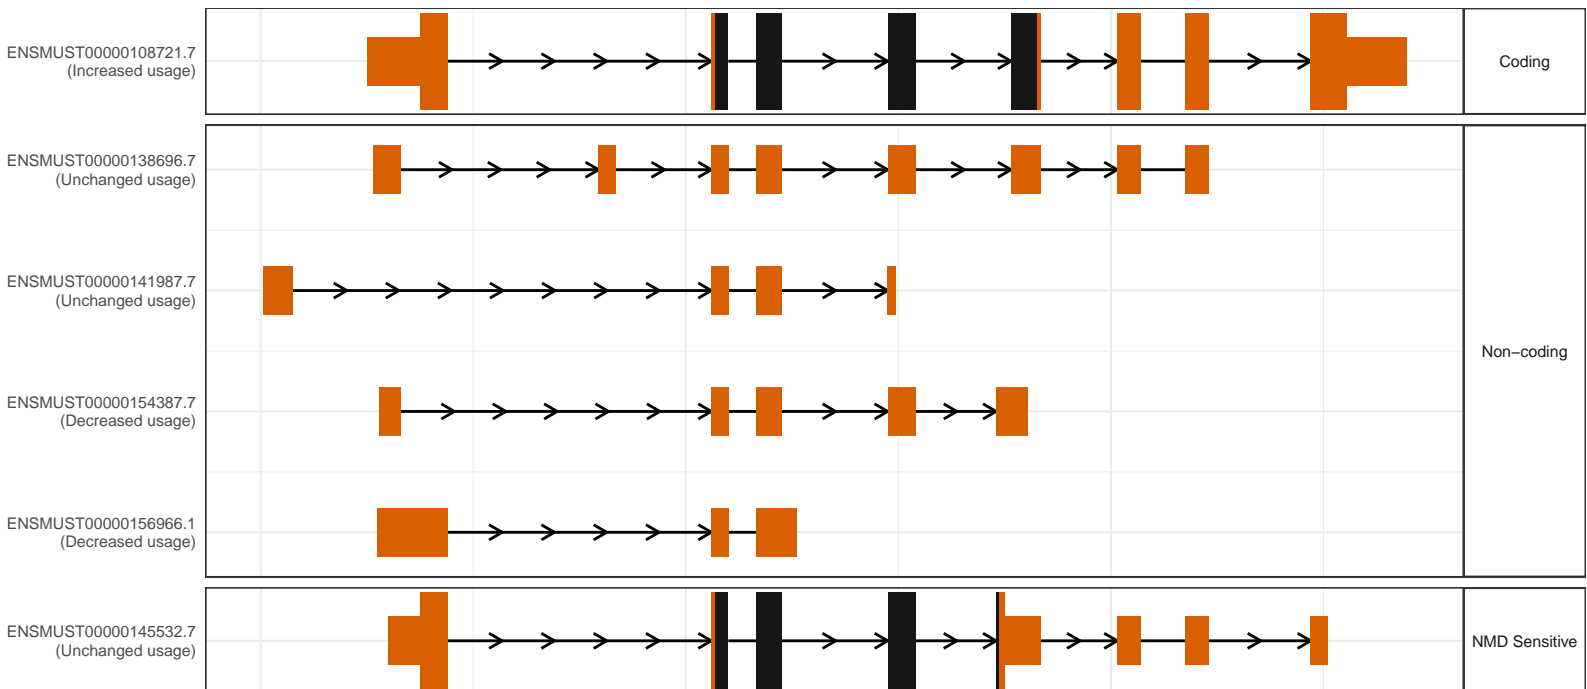 ENSMUST00000108721.7
(Increased usage)
Coding
ENSMUST00000138696.7
(Unchanged usage)
ENSMUST00000141987.7
(Unchanged usage)
Non−coding
ENSMUST00000154387.7
(Decreased usage)
ENSMUST00000156966.1
(Decreased usage)
ENSMUST00000145532.7
(Unchanged usage)
NMD Sensitive